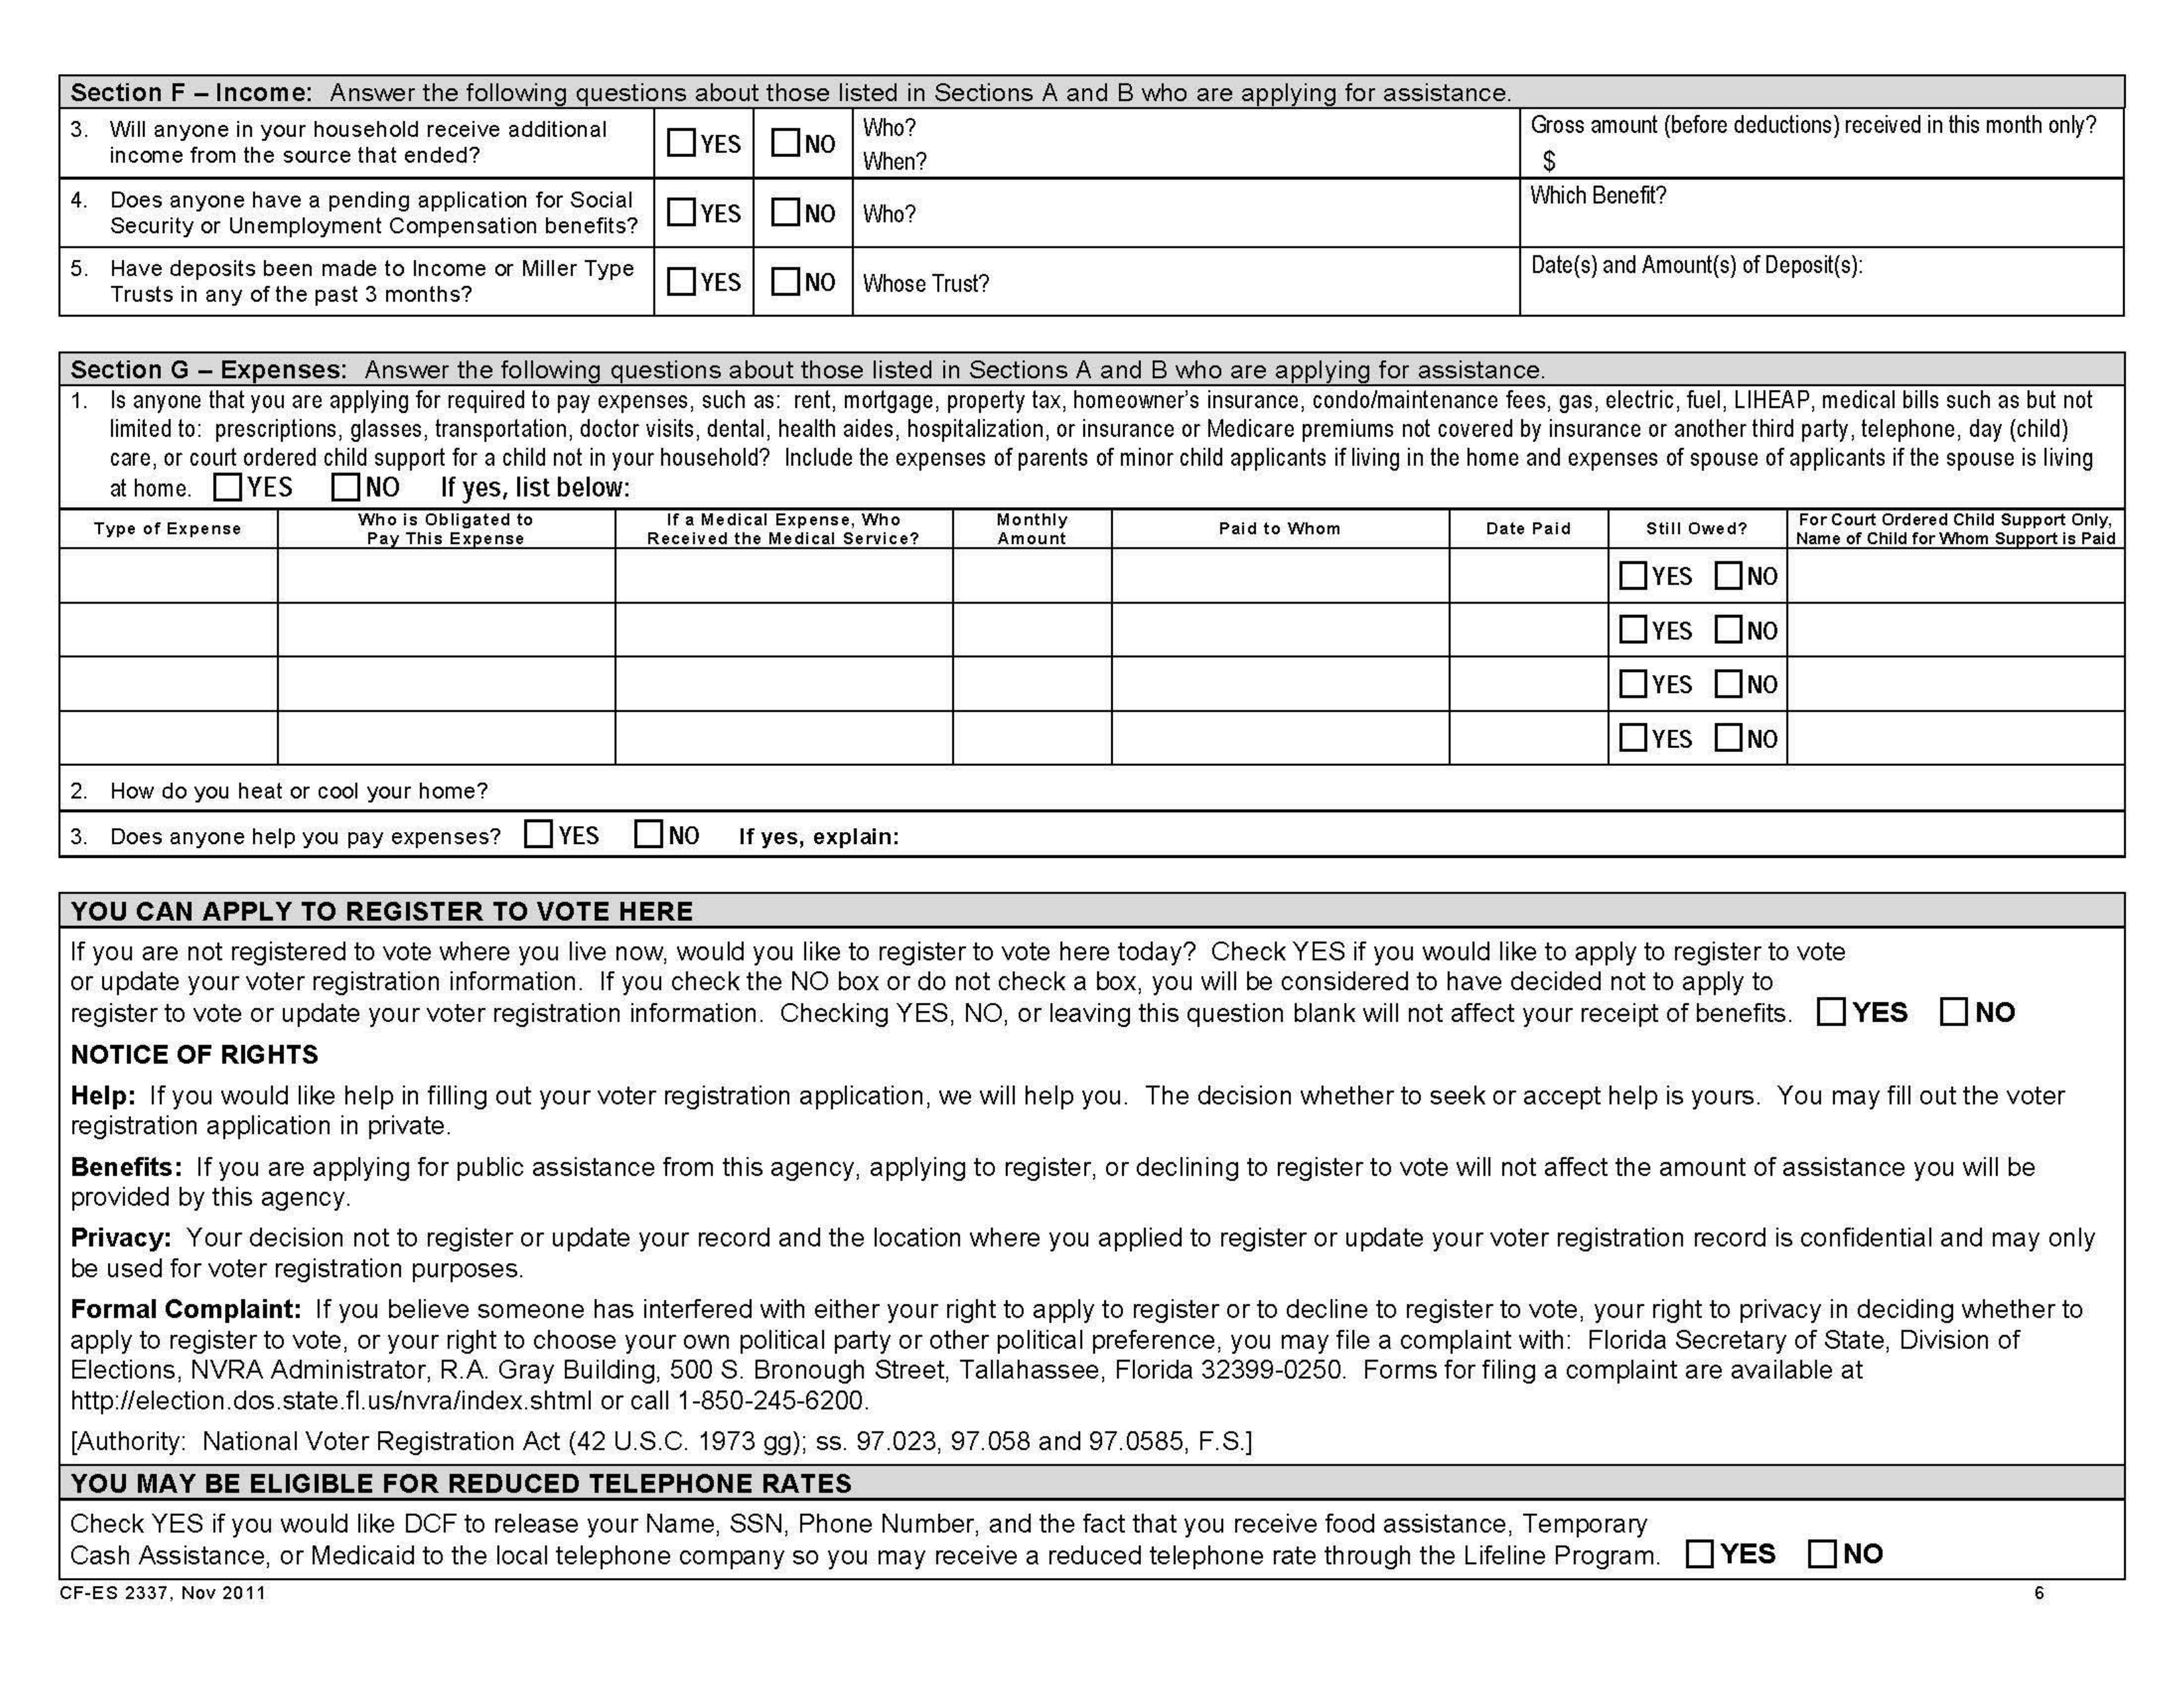 Section F – Income: Answer the following questions about those listed in Sections A and B who are applying for assistance.
3. Will anyone in your household receive additional
income from the source that ended?
YES NO
Who?
When?
Gross amount (before deductions) received in this month only?
$
4. Does anyone have a pending application for Social
Security or Unemployment Compensation benefits?
YES NO
Who?
Which Benefit?
5. Have deposits been made to Income or Miller Type
Trusts in any of the past 3 months?
YES NO
Whose Trust?
Date(s) and Amount(s) of Deposit(s):
Section G – Expenses: Answer the following questions about those listed in Sections A and B who are applying for assistance.
1. Is anyone that you are applying for required to pay expenses, such as: rent, mortgage, property tax, homeowner's insurance, condo/maintenance fees, gas, electric, fuel, LIHEAP, medical bills such as but not
limited to: prescriptions, glasses, transportation, doctor visits, dental, health aides, hospitalization, or insurance or Medicare premiums not covered by insurance or another third party, telephone, day (child)
care, or court ordered child support for a child not in your household? Include the expenses of parents of minor child applicants if living in the home and expenses of spouse of applicants if the spouse is living
at home. YES NO If yes, list below:
Type of Expense
Who is Obligated to
Pay This Expense
If a Medical Expense, Who
Received the Medical Service?
Monthly
Amount
Paid to Whom
Date Paid
Still Owed?
For Court Ordered Child Support Only,
Name of Child for Whom Support is Paid
YES NO
YES NO
YES NO
YES NO
2. How do you heat or cool your home?
3. Does anyone help you pay expenses? YES NO If yes, explain:
YOU CAN APPLY TO REGISTER TO VOTE HERE
If you are not registered to vote where you live now, would you like to register to vote here today? Check YES if you would like to apply to register to vote
or update your voter registration information. If you check the NO box or do not check a box, you will be considered to have decided not to apply to
register to vote or update your voter registration information. Checking YES, NO, or leaving this question blank will not affect your receipt of benefits. YES NO
NOTICE OF RIGHTS
Help: If you would like help in filling out your voter registration application, we will help you. The decision whether to seek or accept help is yours. You may fill out the voter
registration application in private.
Benefits: If you are applying for public assistance from this agency, applying to register, or declining to register to vote will not affect the amount of assistance you will be
provided by this agency.
Privacy: Your decision not to register or update your record and the location where you applied to register or update your voter registration record is confidential and may only
be used for voter registration purposes.
Formal Complaint: If you believe someone has interfered with either your right to apply to register or to decline to register to vote, your right to privacy in deciding whether to
apply to register to vote, or your right to choose your own political party or other political preference, you may file a complaint with: Florida Secretary of State, Division of
Elections, NVRA Administrator, R.A. Gray Building, 500 S. Bronough Street, Tallahassee, Florida 32399-0250. Forms for filing a complaint are available at
http://election.dos.state.fl.us/nvra/index.shtml or call 1-850-245-6200.
[Authority: National Voter Registration Act (42 U.S.C. 1973 gg); ss. 97.023, 97.058 and 97.0585, F.S.]
YOU MAY BE ELIGIBLE FOR REDUCED TELEPHONE RATES
Check YES if you would like DCF to release your Name, SSN, Phone Number, and the fact that you receive food assistance, Temporary
Cash Assistance, or Medicaid to the local telephone company so you may receive a reduced telephone rate through the Lifeline Program. YES NO
CF-ES 2337, Nov 2011
6